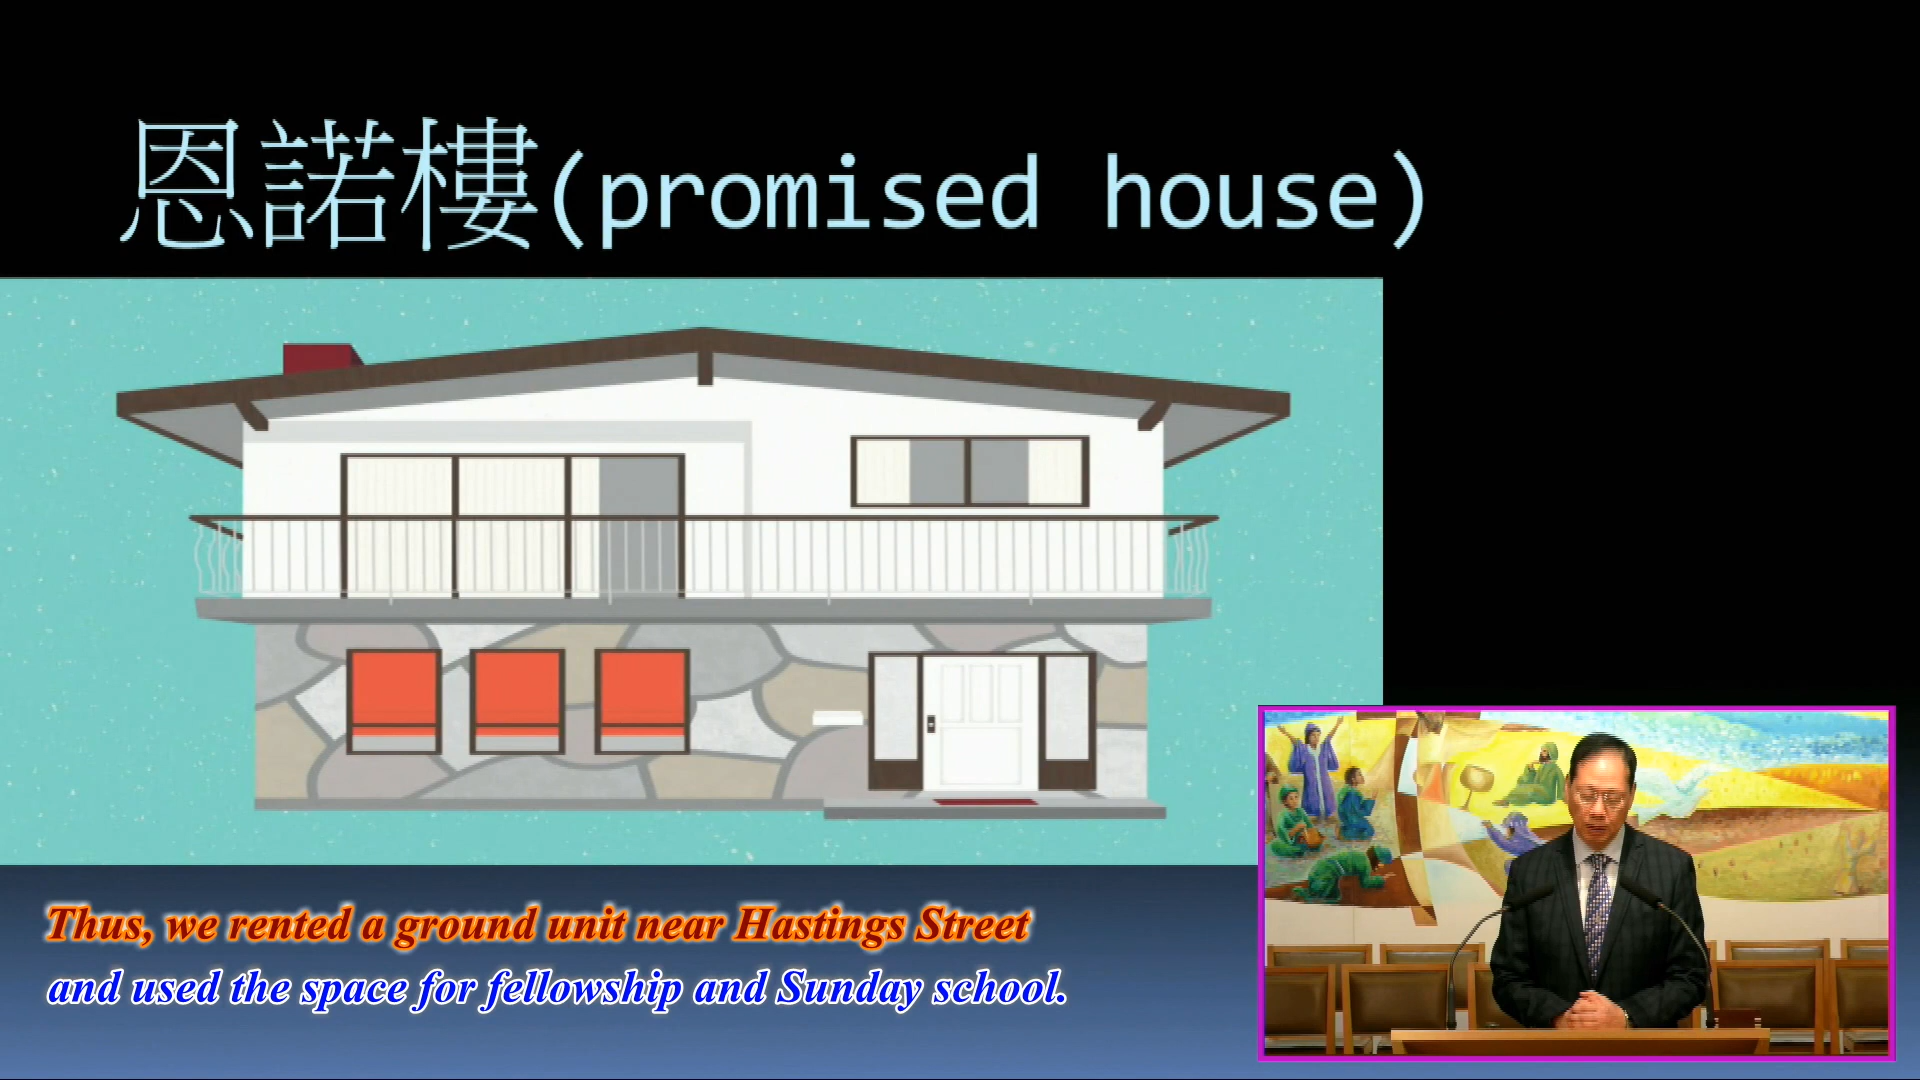 恩諾樓(promised house)
Thus, we rented a ground unit near Hastings Street
and used the space for fellowship and Sunday school.